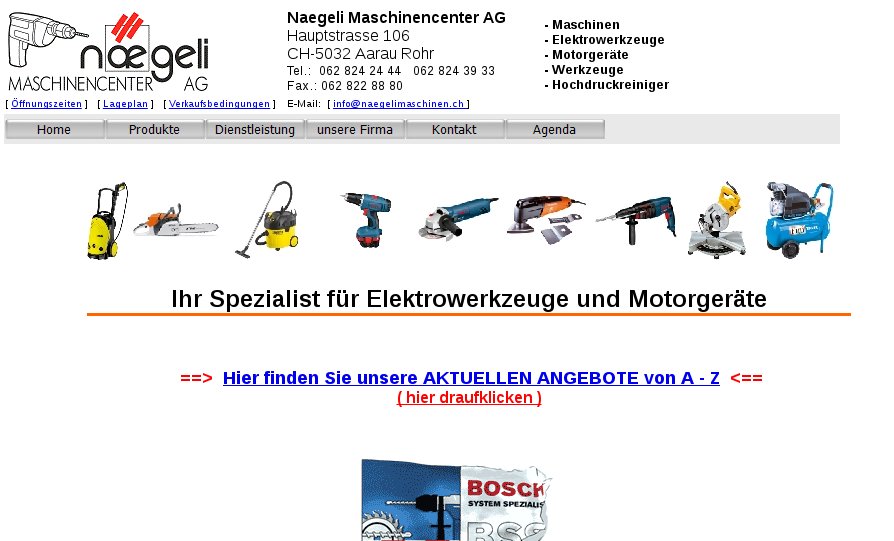 nægeli
MASCHINENCENTER AG
Naegeli Maschinencenter AG
Hauptstrasse 106
CH-5032 Aarau Rohr
Tel.: 062 824 24 44 062 824 39 33
Fax.: 062 822 88 80
- Maschinen
- Elektrowerkzeuge
- Motorgeräte
- Werkzeuge
- Hochdruckreiniger
[ Öffnungszeiten ] [ Lageplan ] [ Verkaufsbedingungen ] E-Mail: [ info@naegelimaschinen.ch ]
Home Produkte Dienstleistung unsere Firma Kontakt Agenda
Ihr Spezialist für Elektrowerkzeuge und Motorgeräte
==> Hier finden Sie unsere AKTUELLEN ANGEBOTE von A - Z <==
( hier draufklicken )
BOSCH
SYSTEM SPEZIALIS
BSS